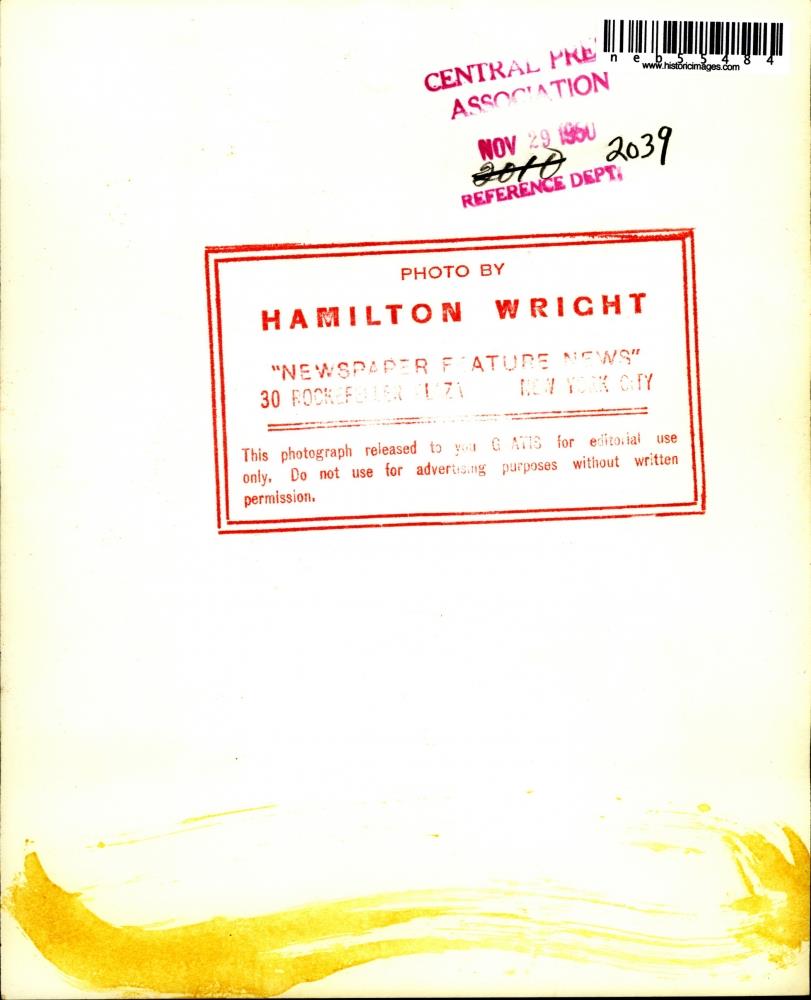 CENTRAL PRE
ASSOCIATION
neb55484
www.historicimages.com
NOV 29 1950
2010 2039
REFERENCE DEPT.
PHOTO BY
HAMILTON WRIGHT
"NEWSPAPER FEATURE NEWS"
30 ROCKEFELLER PLAZA NEW YORK CITY
This photograph released to you GRATIS for editorial use
only. Do not use for advertising purposes without written
permission.